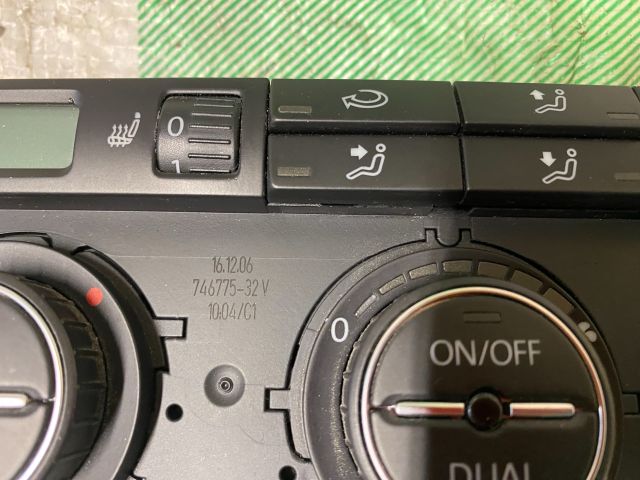 0
1
16.12.06
746775-32 V
10:04/C1
0
ON/OFF
DUAL